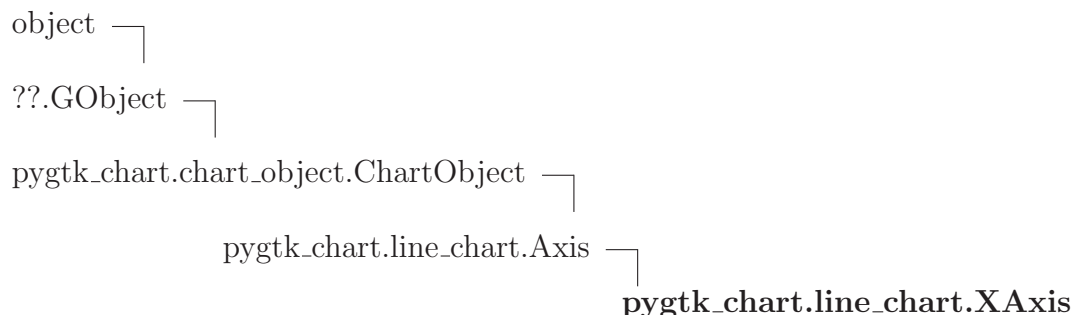 object
??.GObject
pygtk_chart.chart_object.ChartObject
pygtk_chart.line_chart.Axis
pygtk_chart.line_chart.XAxis